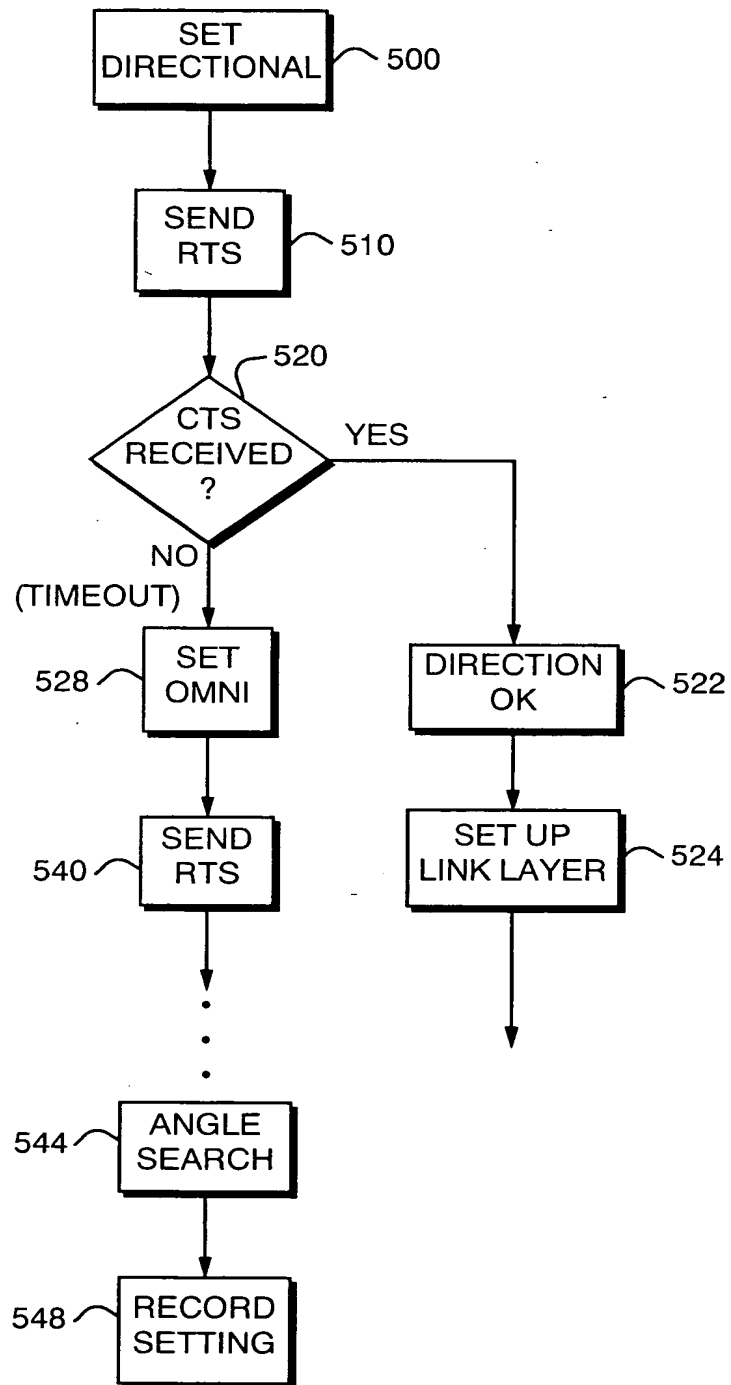 SET
DIRECTIONAL
500
SEND
RTS
510
520
CTS
RECEIVED
?
YES
NO
(TIMEOUT)
SET
OMNI
528
DIRECTION
OK
522
SEND
RTS
540
SET UP
LINK LAYER
524
ANGLE
SEARCH
544
RECORD
SETTING
548